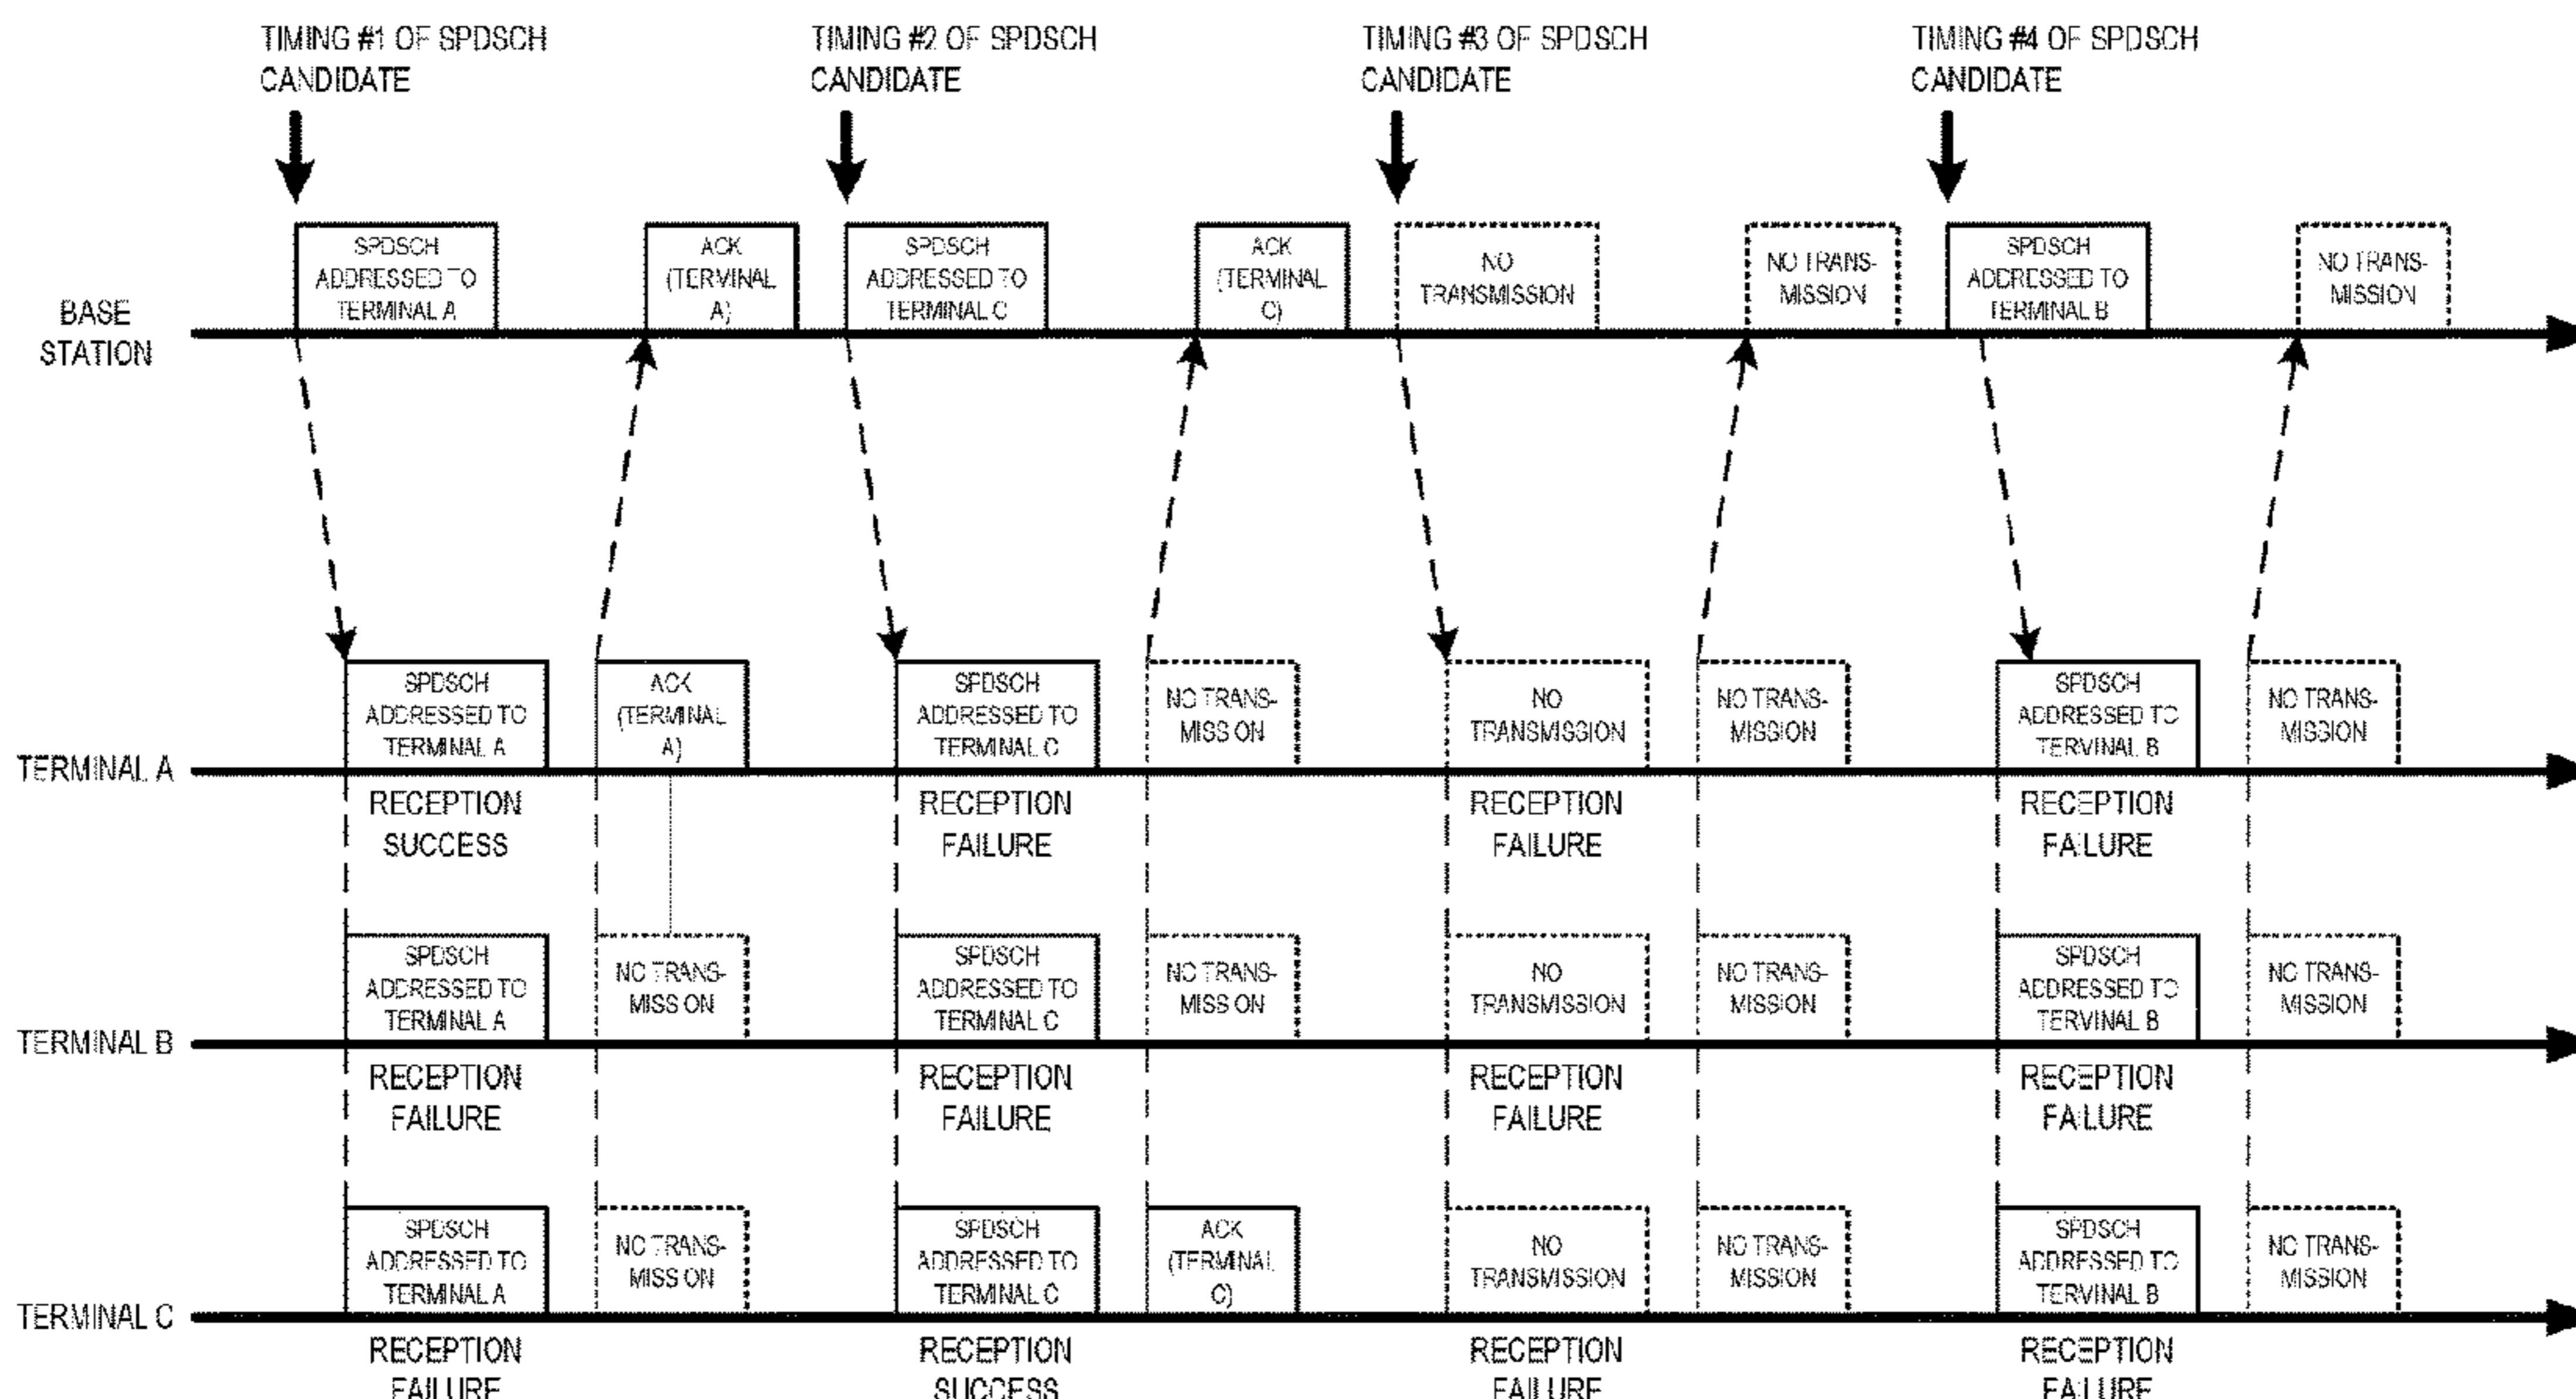 TIMING #1 OF SPDSCH
CANDIDATE
TIMING #2 OF SPDSCH
CANDIDATE
TIMING #3 OF SPDSCH
CANDIDATE
TIMING #4 OF SPDSCH
CANDIDATE
BASE
STATION
SPDSCH
ADDRESSED TO
TERMINAL A
ACK
(TERMINAL
A)
SPDSCH
ADDRESSED TO
TERMINAL C
ACK
(TERMINAL
C)
NO
TRANSMISSION
NO TRANS-
MISSION
SPDSCH
ADDRESSED TO
TERMINAL B
NO TRANS-
MISSION
TERMINAL A
SPDSCH
ADDRESSED TO
TERMINAL A
ACK
(TERMINAL
A)
SPDSCH
ADDRESSED TO
TERMINAL C
NO TRANS-
MISSION
NO
TRANSMISSION
NO TRANS-
MISSION
SPDSCH
ADDRESSED TO
TERMINAL B
NO TRANS-
MISSION
RECEPTION
SUCCESS
RECEPTION
FAILURE
RECEPTION
FAILURE
RECEPTION
FAILURE
TERMINAL B
SPDSCH
ADDRESSED TO
TERMINAL A
NO TRANS-
MISSION
SPDSCH
ADDRESSED TO
TERMINAL C
NO TRANS-
MISSION
NO
TRANSMISSION
NO TRANS-
MISSION
SPDSCH
ADDRESSED TO
TERMINAL B
NO TRANS-
MISSION
RECEPTION
FAILURE
RECEPTION
FAILURE
RECEPTION
FAILURE
RECEPTION
FAILURE
TERMINAL C
SPDSCH
ADDRESSED TO
TERMINAL A
NO TRANS-
MISSION
SPDSCH
ADDRESSED TO
TERMINAL C
ACK
(TERMINAL
C)
NO
TRANSMISSION
NO TRANS-
MISSION
SPDSCH
ADDRESSED TO
TERMINAL B
NO TRANS-
MISSION
RECEPTION
FAILURE
RECEPTION
SUCCESS
RECEPTION
FAILURE
RECEPTION
FAILURE